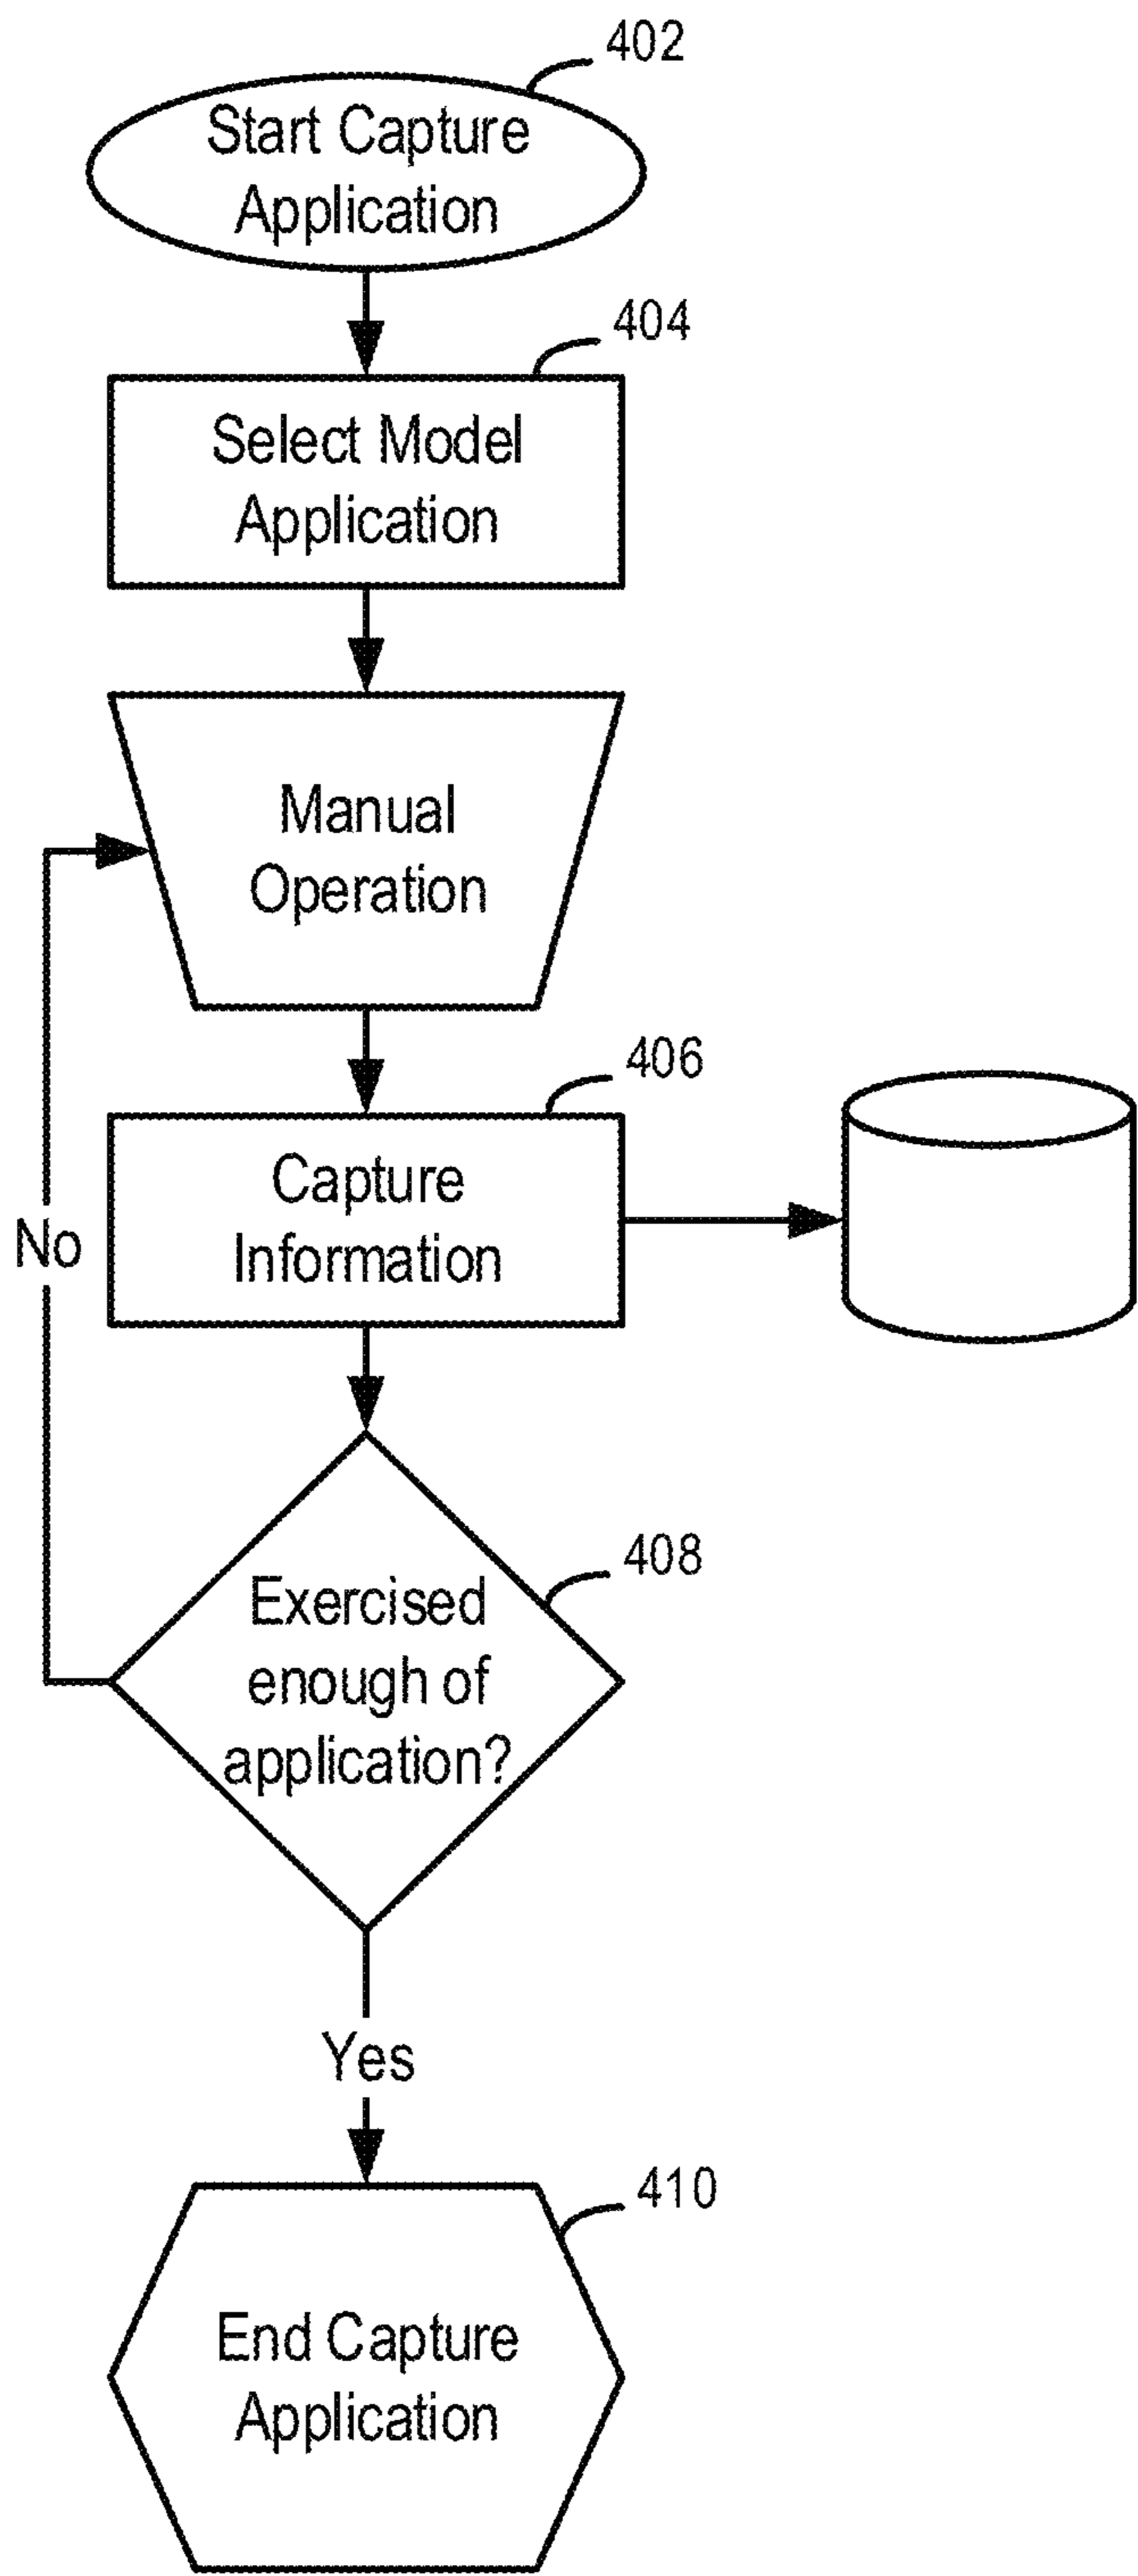 402
Start Capture
Application
404
Select Model
Application
Manual
Operation
406
Capture
Information
No
408
Exercised
enough of
application?
Yes
410
End Capture
Application